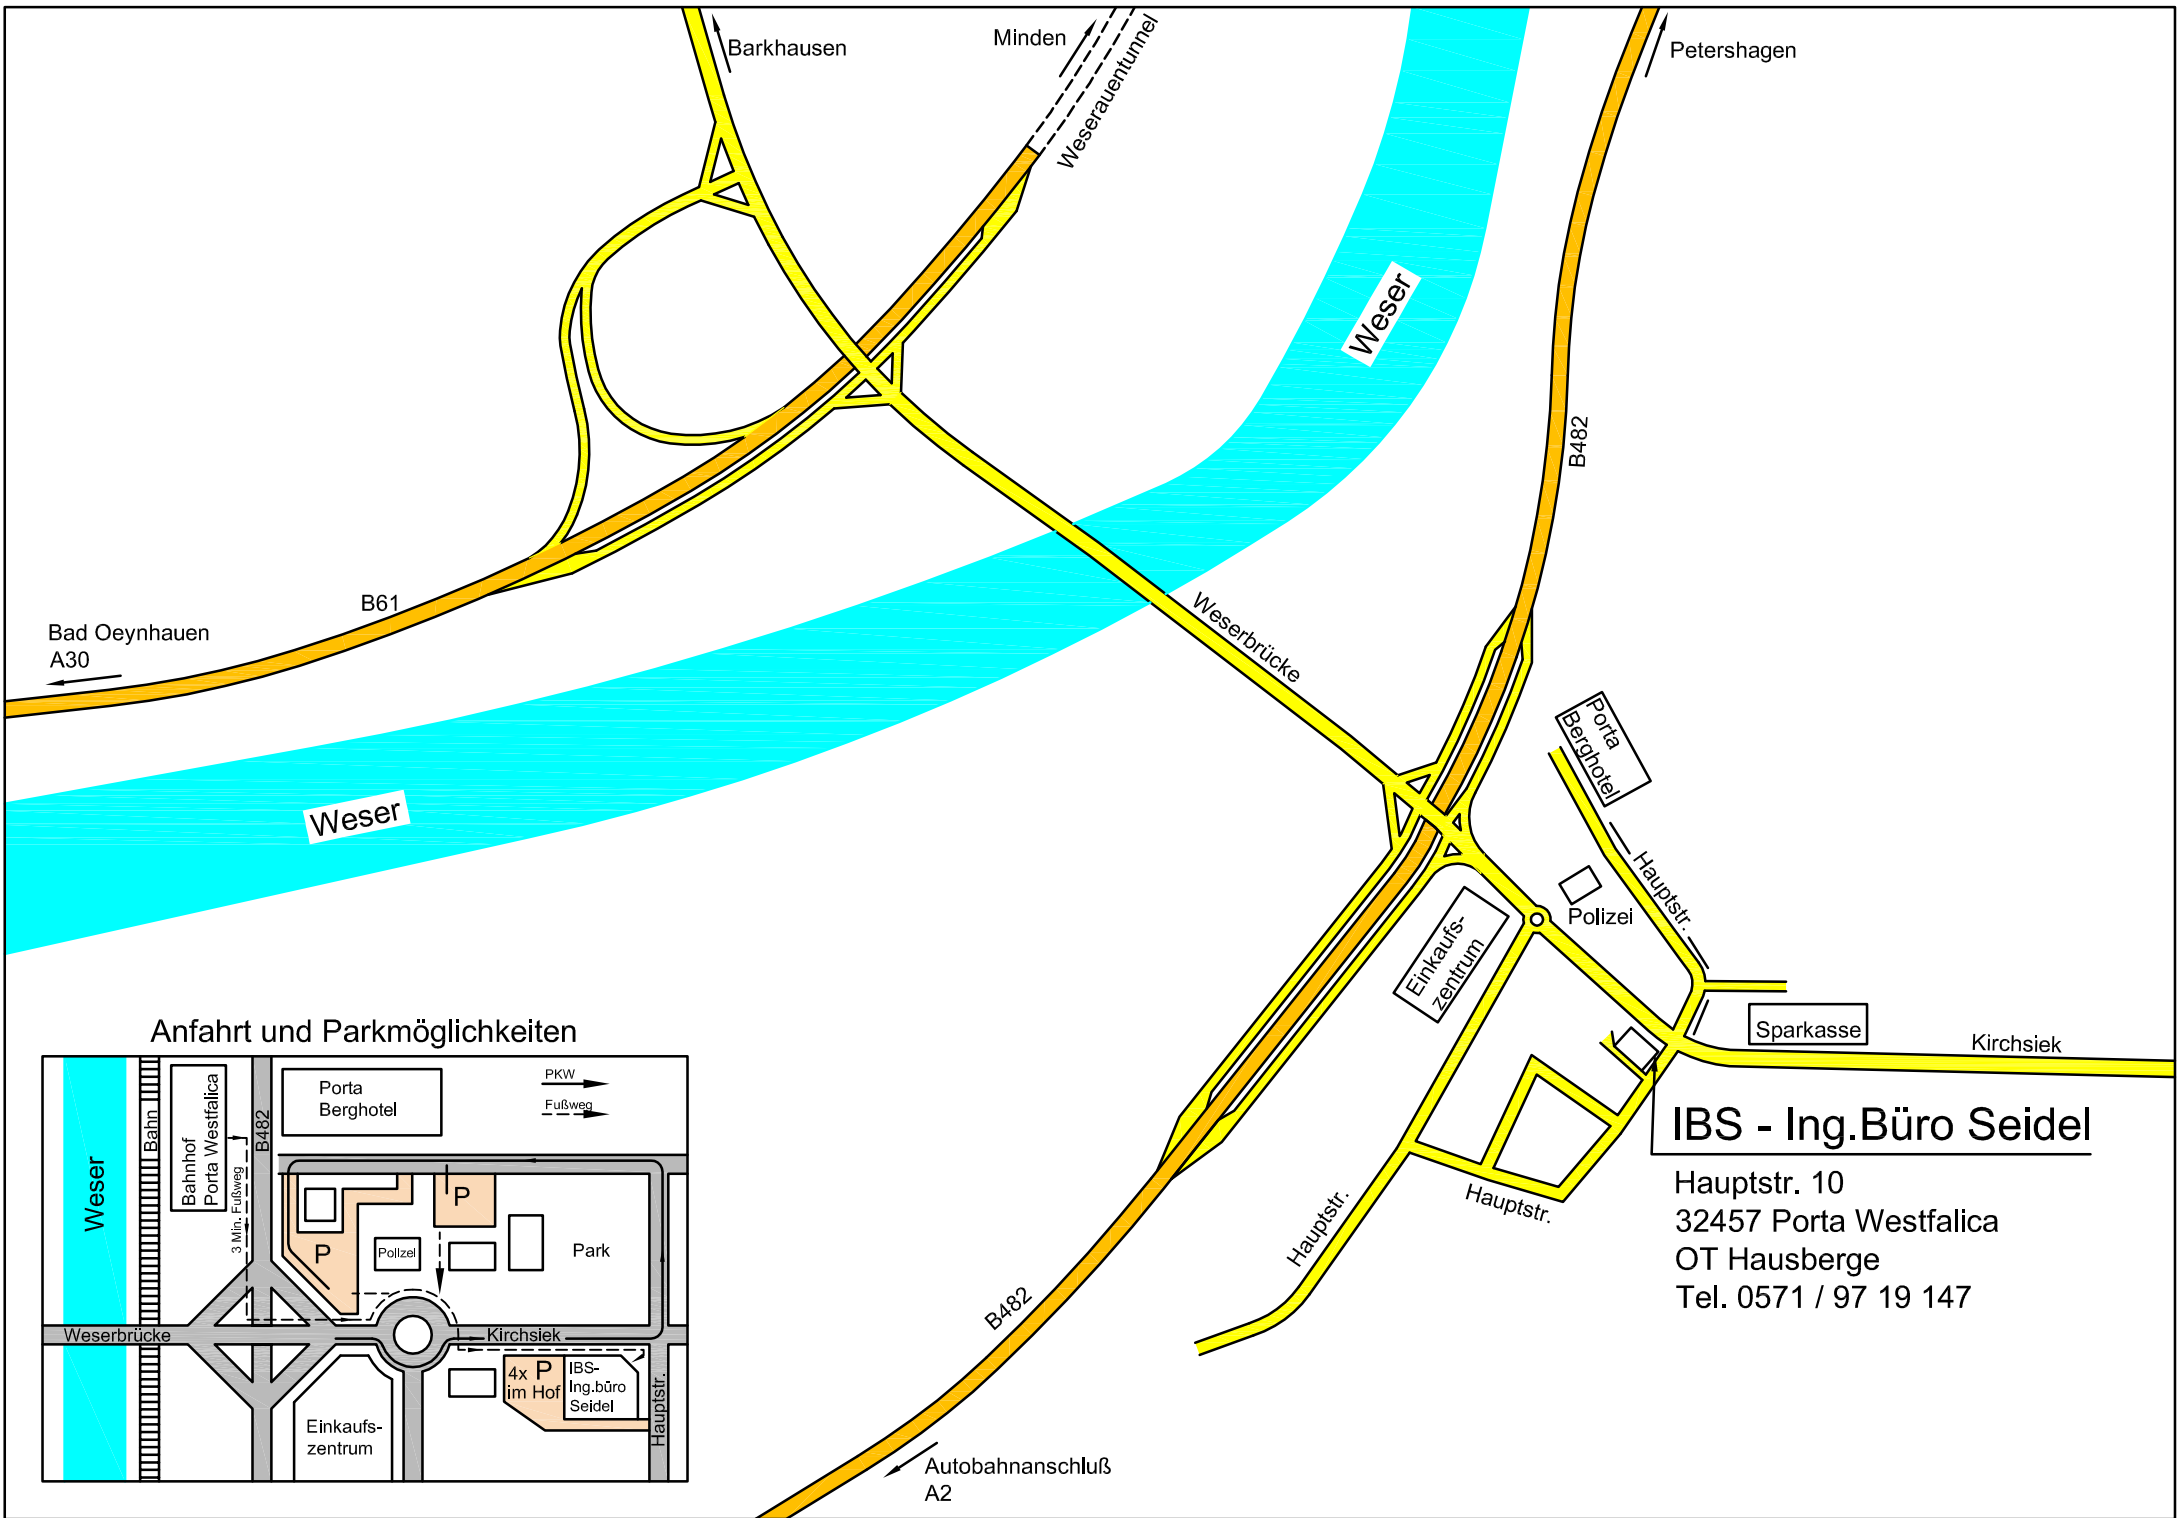 Barkhausen
Minden
Weserauentunnel
Petershagen
Weser
B482
B61
Bad Oeynhauen
A30
Weserbrücke
Porta
Berghotel
Weser
Hauptstr.
Polizei
Einkaufs-
zentrum
Sparkasse
Kirchsiek
IBS - Ing.Büro Seidel
Hauptstr. 10
32457 Porta Westfalica
OT Hausberge
Tel. 0571 / 97 19 147
Hauptstr.
Hauptstr.
B482
Autobahnanschluß
A2
Anfahrt und Parkmöglichkeiten
Weser
Bahn
Bahnhof
Porta Westfalica
3 Min. Fußweg
B482
Porta
Berghotel
PKW
Fußweg
P
P
Polizei
Park
Weserbrücke
Kirchsiek
4x P
im Hof
IBS-
Ing.büro
Seidel
Hauptstr.
Einkaufs-
zentrum